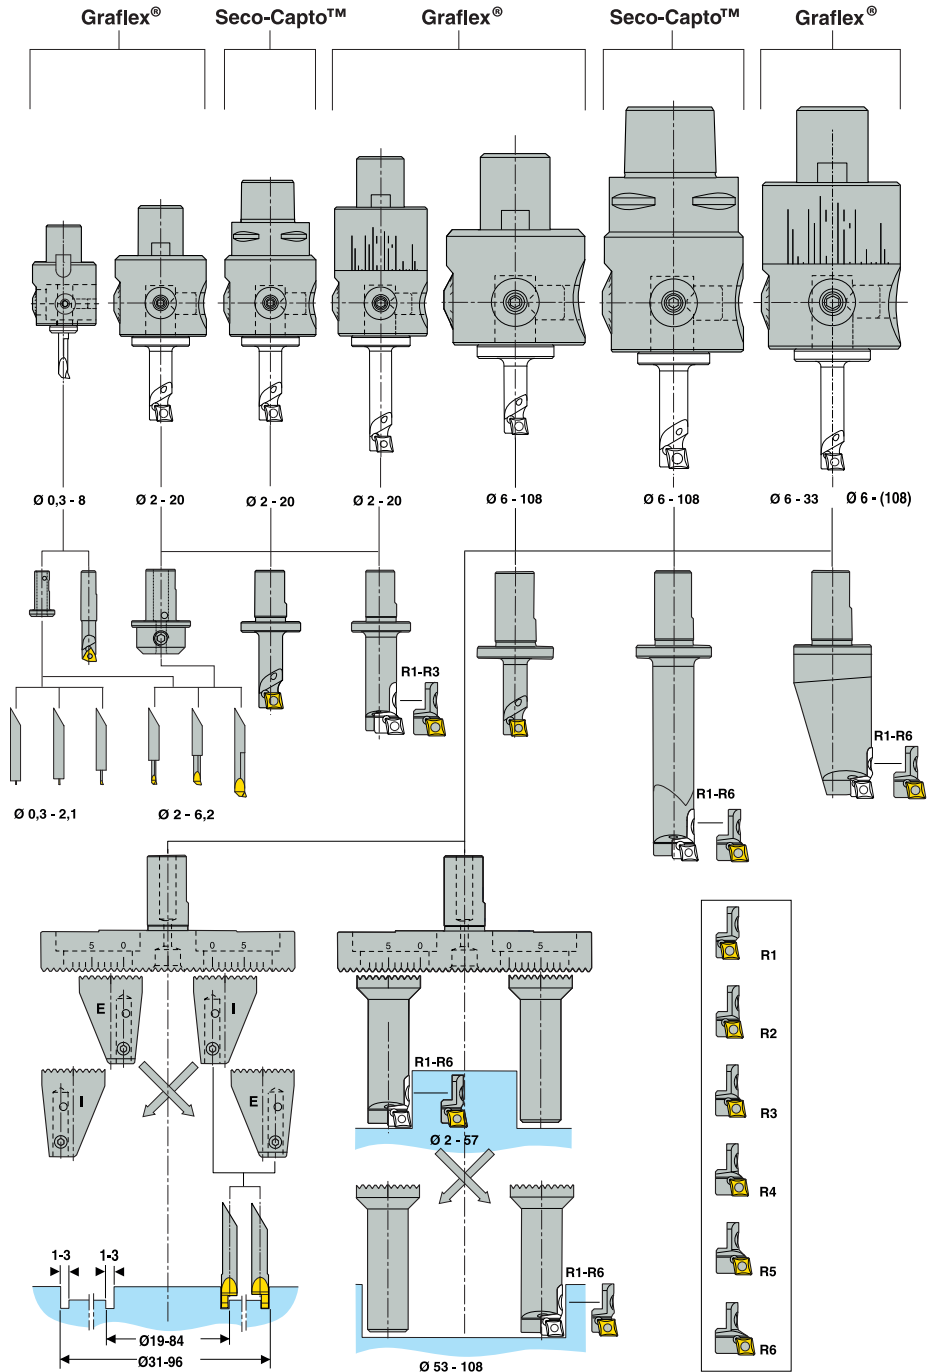 Graflex® Seco-Capto™ Graflex® Seco-Capto™ Graflex®
Ø 0,3 - 8 Ø 2 - 20 Ø 2 - 20 Ø 2 - 20 Ø 6 - 108 Ø 6 - 108 Ø 6 - 33 Ø 6 - (108)
R1-R3
R1-R6
R1-R6
Ø 0,3 - 2,1 Ø 2 - 6,2
5 0 0 5
5 0 0 5
E I
I E
R1-R6
Ø 2 - 57
1-3 1-3
R1-R6
Ø19-84
Ø31-96
Ø 53 - 108
R1
R2
R3
R4
R5
R6